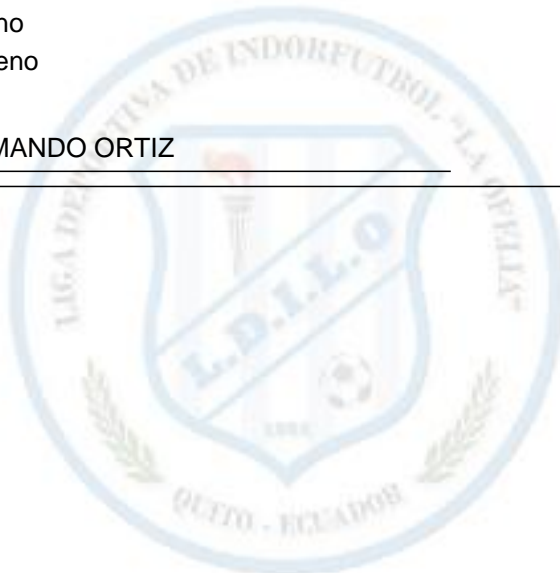 no
eno
MANDO ORTIZ
LIGA DEPORTIVA DE INDORFUTBOL "LA OFELIA"
L.D.I.L.O
QUITO - ECUADOR